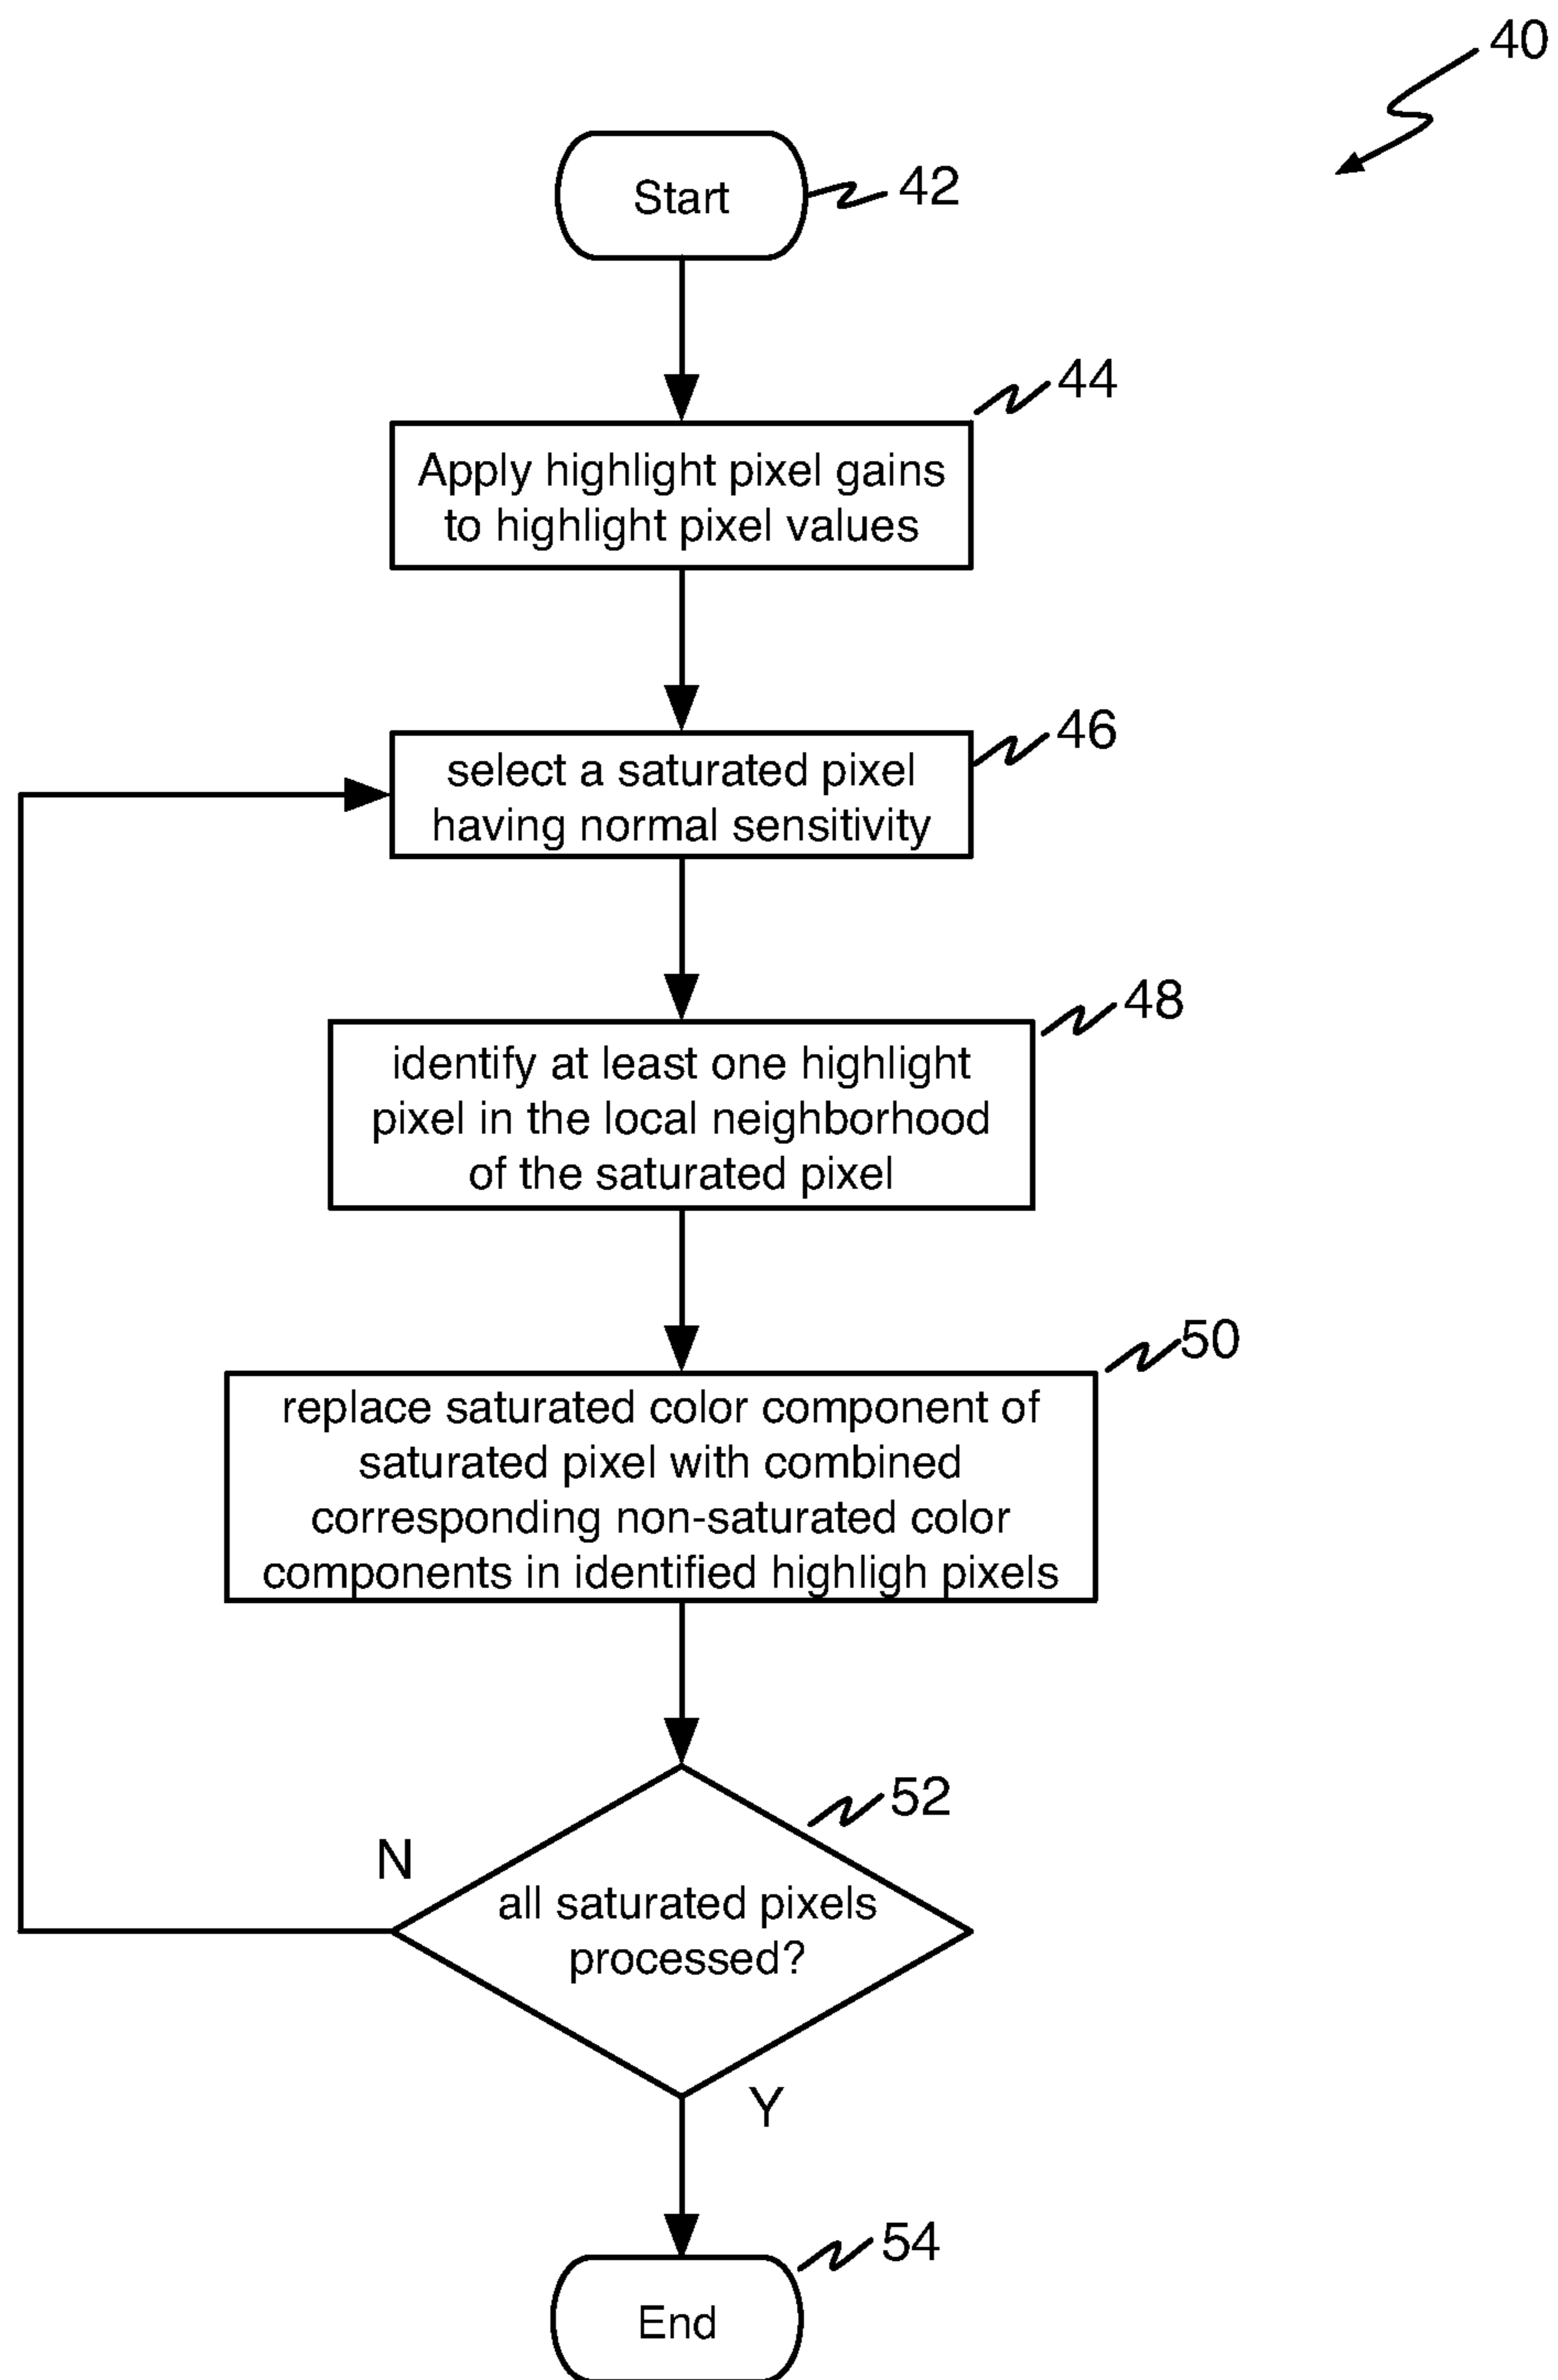 40
Start
42
44
Apply highlight pixel gains
to highlight pixel values
46
select a saturated pixel
having normal sensitivity
48
identify at least one highlight
pixel in the local neighborhood
of the saturated pixel
50
replace saturated color component of
saturated pixel with combined
corresponding non-saturated color
components in identified highligh pixels
52
N
all saturated pixels
processed?
Y
54
End